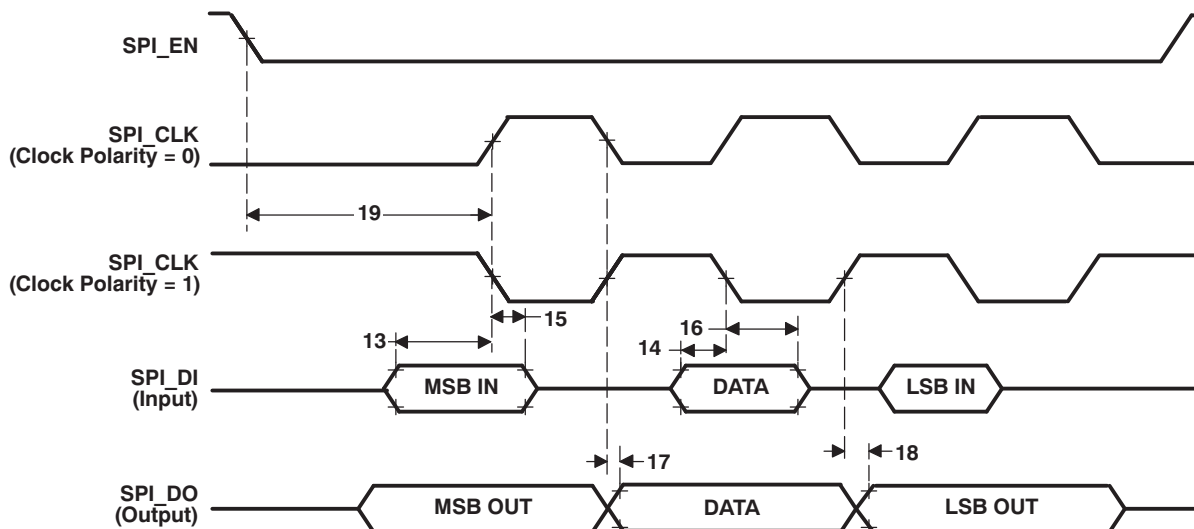 SPI_EN
SPI_CLK
(Clock Polarity = 0)
19
SPI_CLK
(Clock Polarity = 1)
15
16
13
14
SPI_DI
(Input)
MSB IN
DATA
LSB IN
17
18
SPI_DO
(Output)
MSB OUT
DATA
LSB OUT